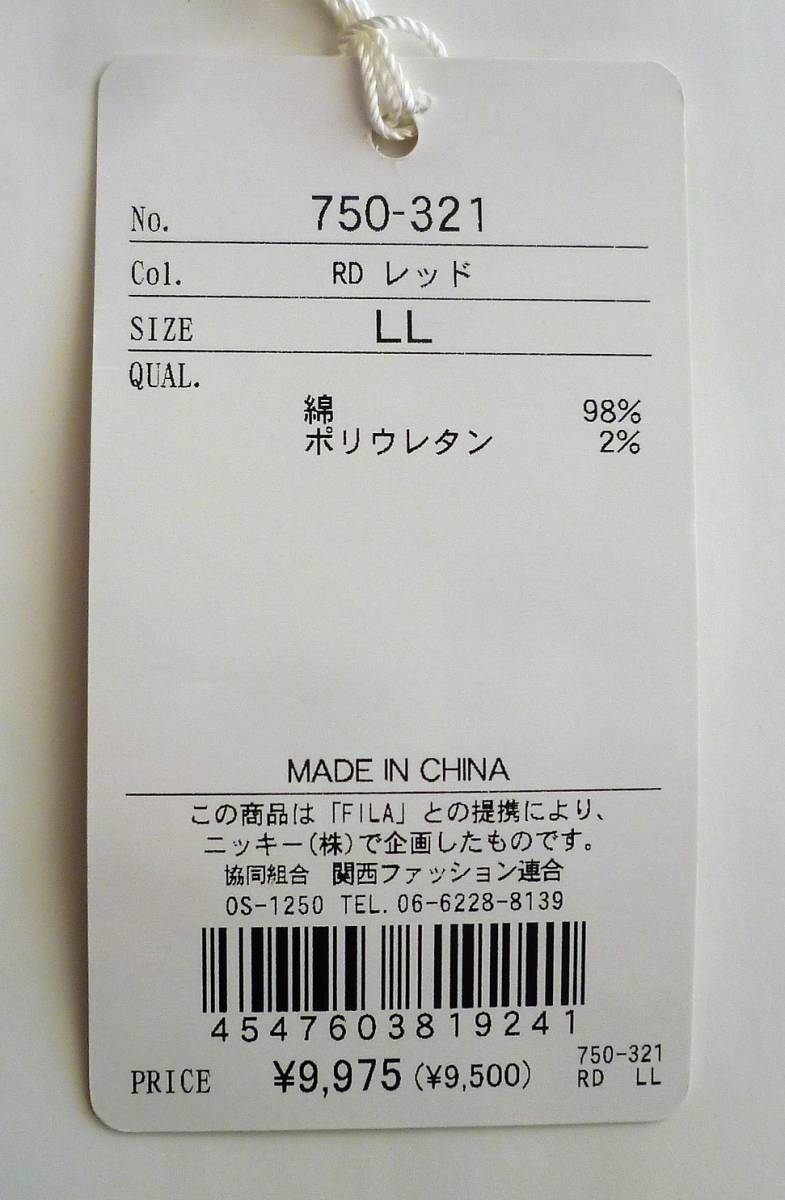 No. 750-321
Col. RD レッド
SIZE LL
QUAL.
綿 98%
ポリウレタン 2%
MADE IN CHINA
この商品は「FILA」との提携により、
ニッキー(株)で企画したものです。
協同組合 関西ファッション連合
OS-1250 TEL. 06-6228-8139
4547603819241
PRICE ¥9,975 (¥9,500)
750-321
RD LL